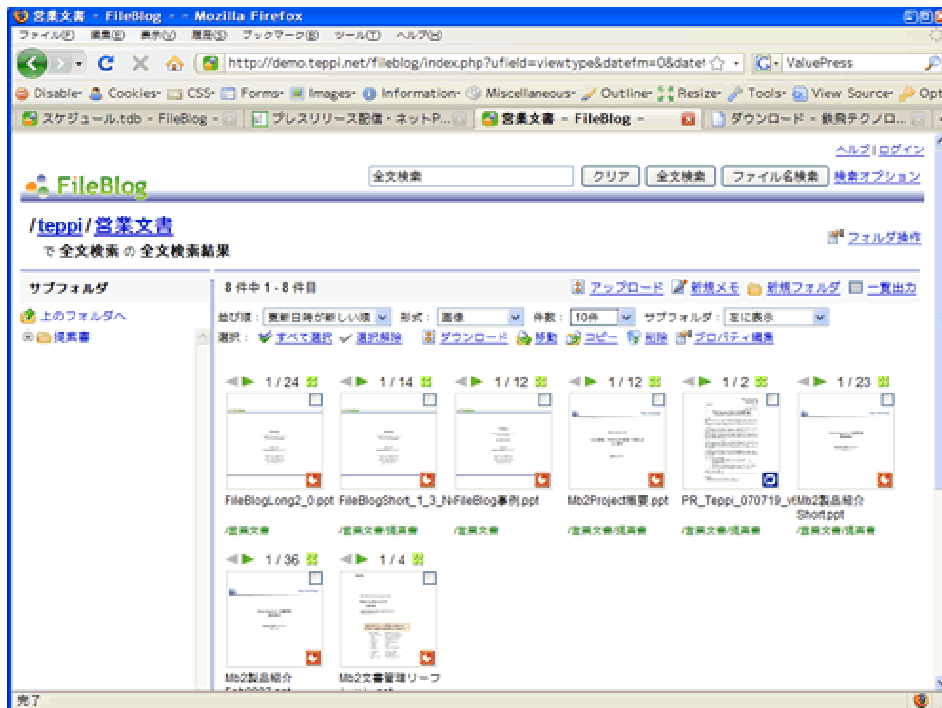 営業文書 - FileBlog - - Mozilla Firefox
ファイル(F) 編集(E) 表示(V) 履歴(S) ブックマーク(B) ツール(T) ヘルプ(H)
http://demo.teppi.net/fileblog/index.php?ufield=viewtype&datefm=0&datef ValuePress
Disable Cookies CSS Forms Images Information Miscellaneous Outline Resize Tools View Source Opt
スケジュール.tdb - FileBlog - プレスリリース配信・ネットP... 営業文書 - FileBlog - ダウンロード - 鉄飛テクノロ...
ヘルプ | ログイン
FileBlog 全文検索 クリア 全文検索 ファイル名検索 検索オプション
/teppi/営業文書
で 全文検索 の 全文検索結果
フォルダ操作
サブフォルダ
8 件中 1 - 8 件目 アップロード 新規メモ 新規フォルダ 一覧出力
上のフォルダへ
並び順 : 更新日時が新しい順 形式 : 画像 件数 : 10件 サブフォルダ : 左に表示
提案書
選択 : すべて選択 選択解除 ダウンロード 移動 コピー 削除 プロパティ編集
1 / 24 1 / 14 1 / 12 1 / 12 1 / 2 1 / 23
FileBlogLong2_0.ppt FileBlogShort_1_3_N FileBlog事例.ppt Mb2Project概要.ppt PR_Teppi_070719_v Mb2製品紹介
Short.ppt
/営業文書 /営業文書/提案書 /営業文書 /営業文書/提案書 /営業文書/提案書 /営業文書/提案書
1 / 36 1 / 4
Mb2製品紹介 Mb2文書管理リーフ
完了